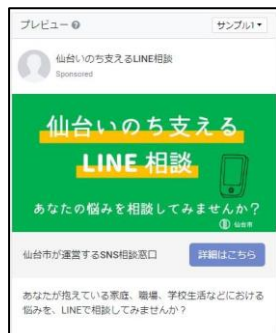 プレビュー
サンプル1
仙台いのち支えるLINE相談
Sponsored
仙台いのち支える
LINE 相談
あなたの悩みを相談してみませんか？
仙台市
仙台市が運営するSNS相談窓口
詳細はこちら
あなたが抱えている家庭、職場、学校生活などにおける
悩みを、LINEで相談してみませんか？